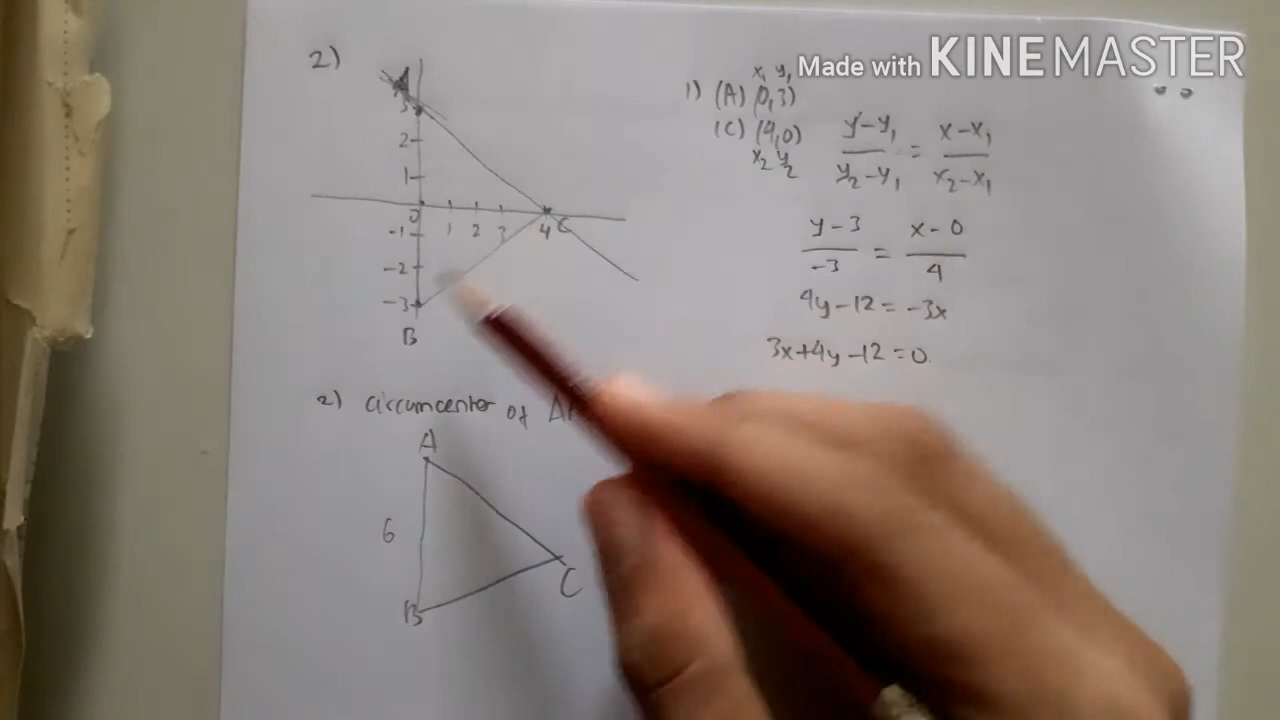 Made with KINEMASTER
2)
A
3
2
1
0
1 2 3 4 C
-1
-2
-3
B
x₁ y₁
1) (A) (0,3)
(C) (4,0)
x₂ y₂
y-y₁/y₂-y₁ = x-x₁/x₂-x₁
y-3/-3 = x-0/4
4y-12=-3x
3x+4y-12=0
2) circumcenter of
A
6
B
C